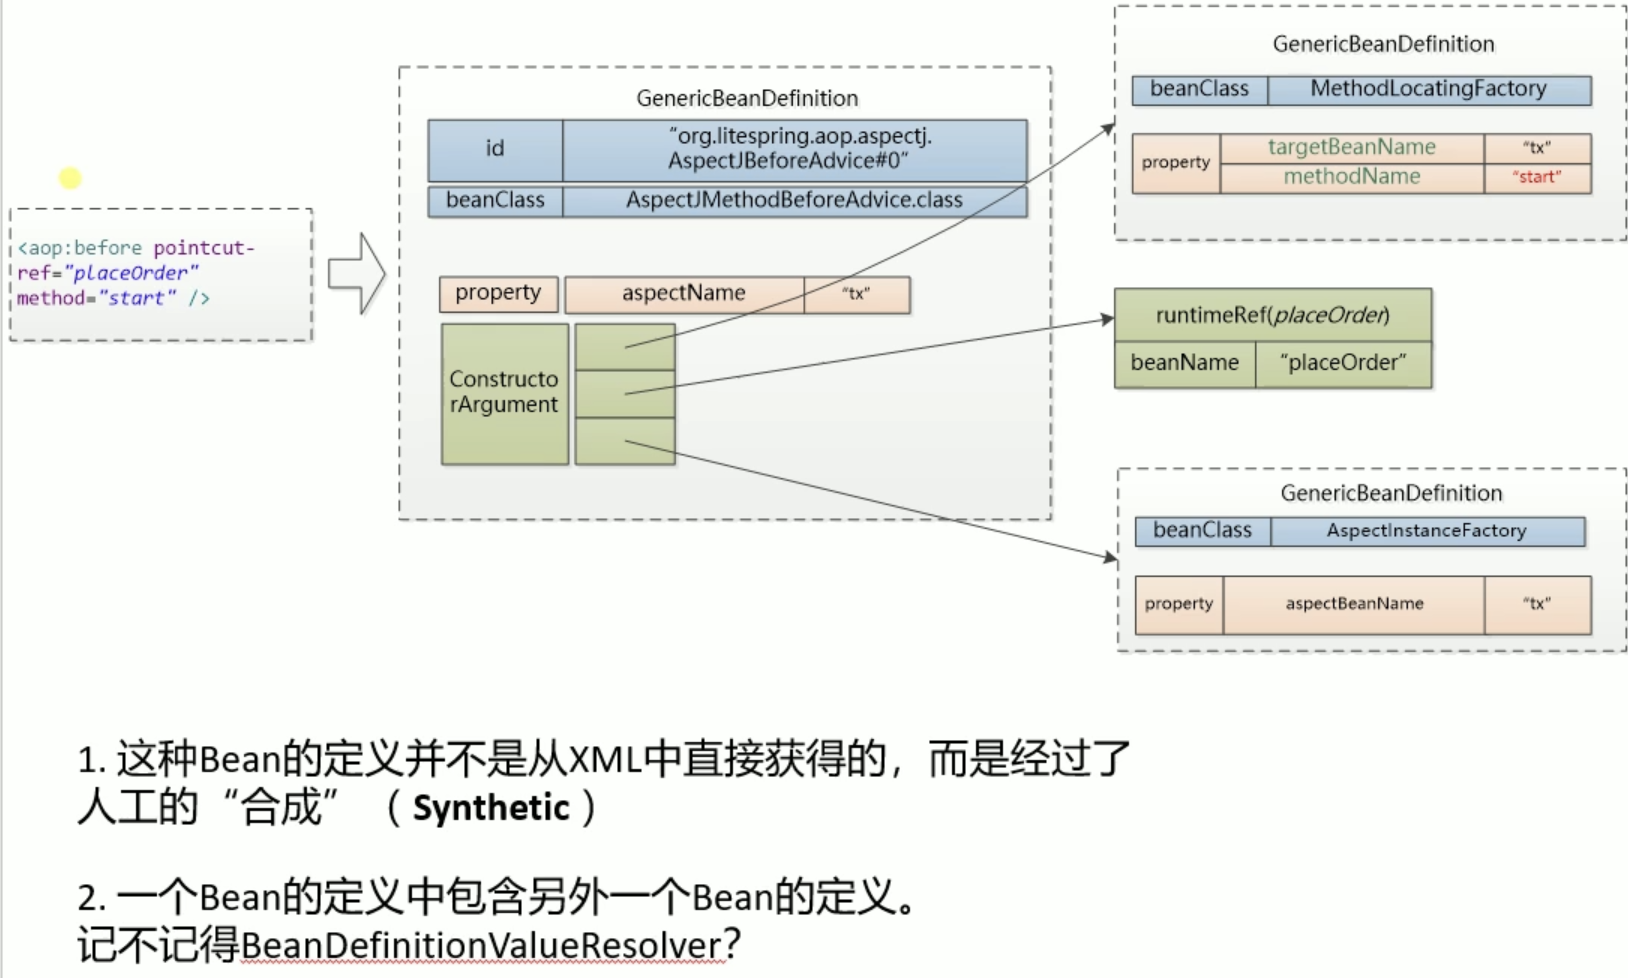 <aop:before pointcut-
ref="placeOrder"
method="start" />
GenericBeanDefinition
id
“org.litespring.aop.aspectj.
AspectJBeforeAdvice#0”
beanClass
AspectJMethodBeforeAdvice.class
property
aspectName
“tx”
Constructo
rArgument
GenericBeanDefinition
beanClass
MethodLocatingFactory
property
targetBeanName
“tx”
methodName
“start”
runtimeRef(placeOrder)
beanName
“placeOrder”
GenericBeanDefinition
beanClass
AspectInstanceFactory
property
aspectBeanName
“tx”
1. 这种Bean的定义并不是从XML中直接获得的，而是经过了
人工的“合成” （ Synthetic ）
2. 一个Bean的定义中包含另外一个Bean的定义。
记不记得BeanDefinitionValueResolver?